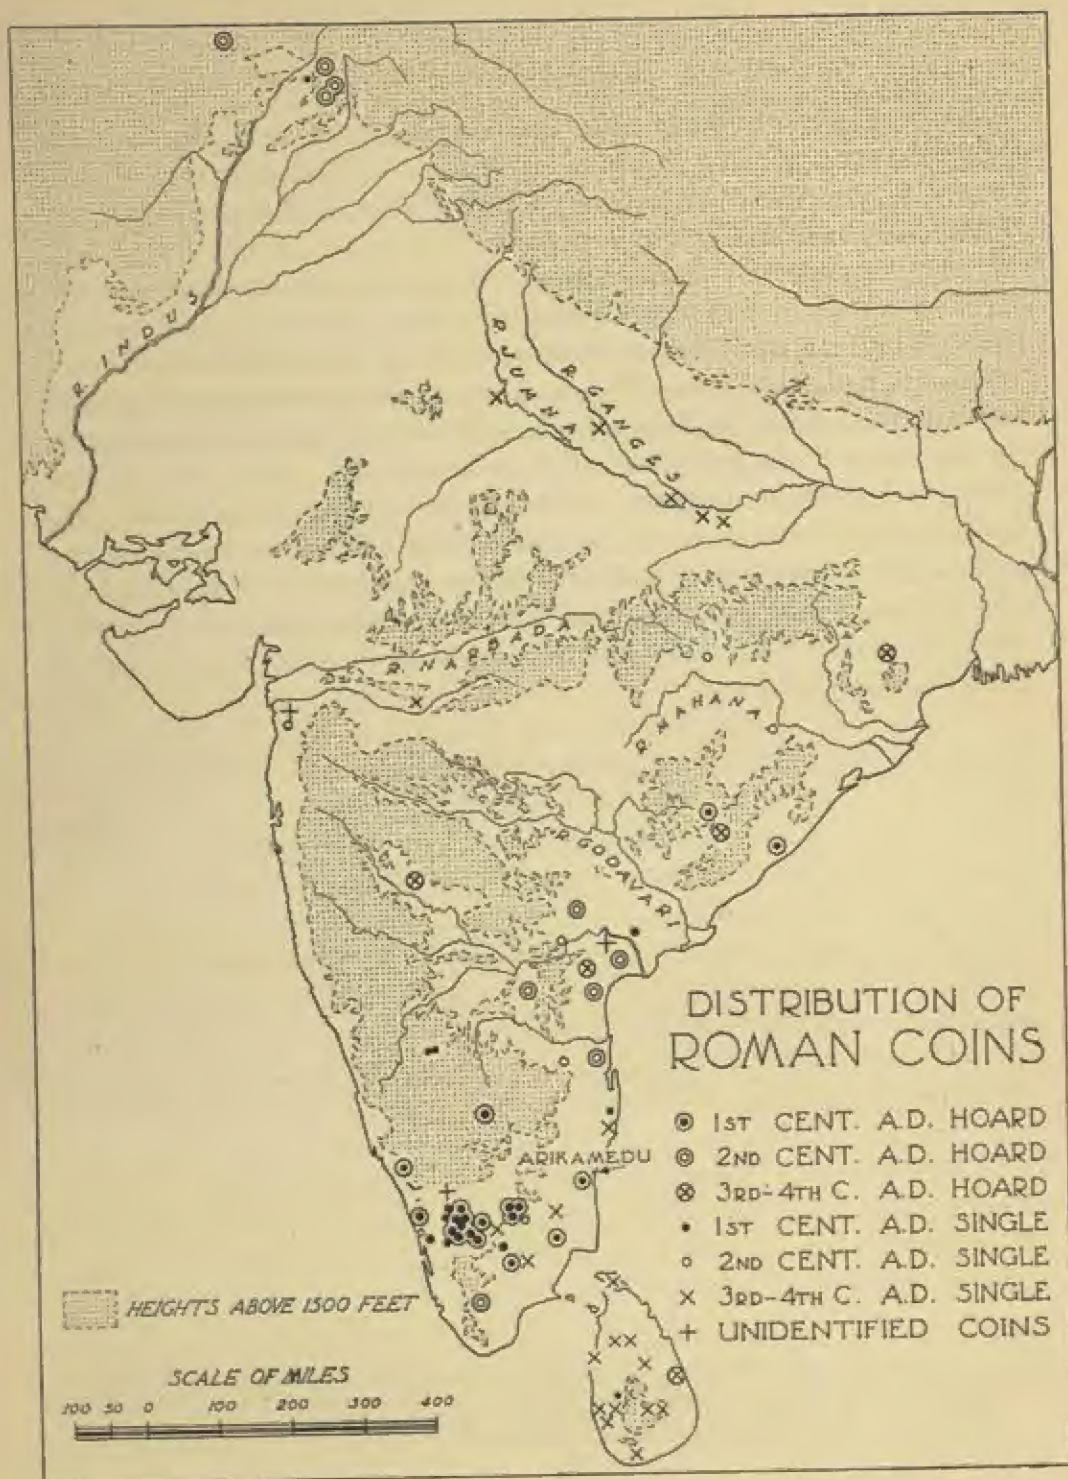 R. INDUS
R. JUMNA
R. GANGES
R. NARBADA
R. MAHANA
R. GODAVARI
DISTRIBUTION OF
ROMAN COINS
1ST CENT. A.D. HOARD
2ND CENT. A.D. HOARD
3RD-4TH C. A.D. HOARD
1ST CENT. A.D. SINGLE
2ND CENT. A.D. SINGLE
3RD-4TH C. A.D. SINGLE
UNIDENTIFIED COINS
ARIKAMEDU
6
HEIGHTS ABOVE 1500 FEET
SCALE OF MILES
100 50 0 100 200 300 400